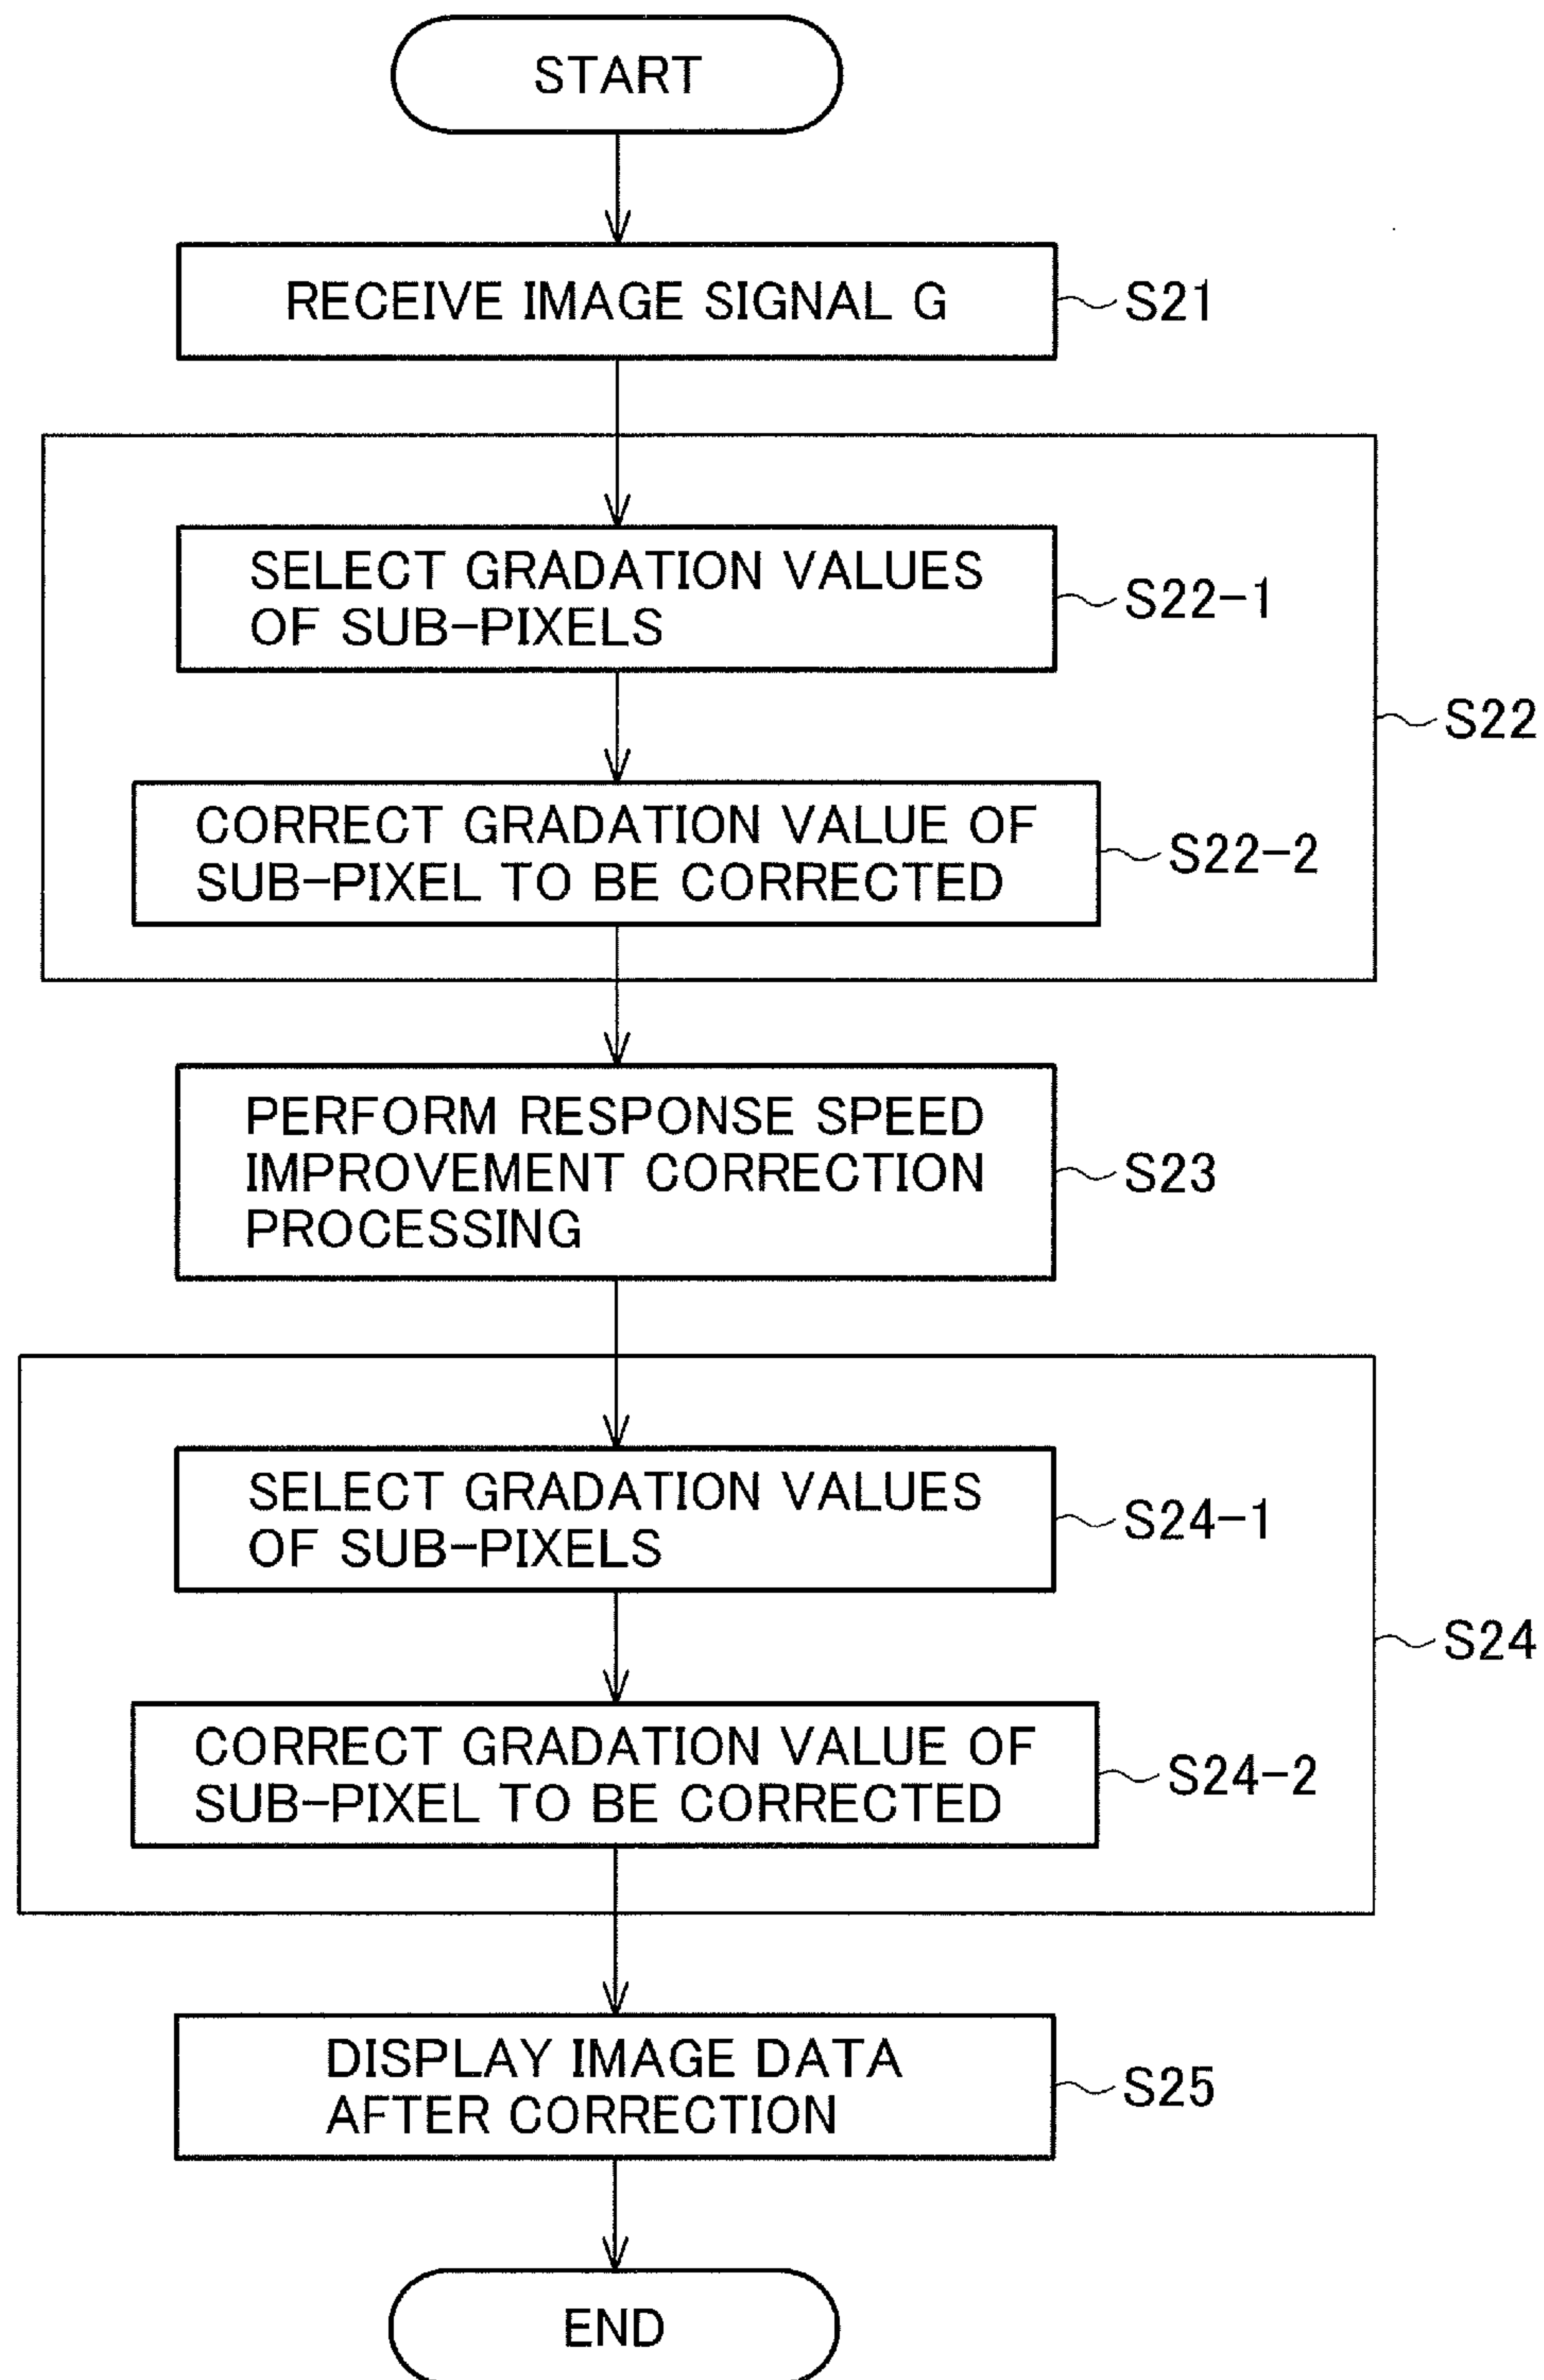 START
RECEIVE IMAGE SIGNAL G
S21
SELECT GRADATION VALUES
OF SUB-PIXELS
S22-1
S22
CORRECT GRADATION VALUE OF
SUB-PIXEL TO BE CORRECTED
S22-2
PERFORM RESPONSE SPEED
IMPROVEMENT CORRECTION
PROCESSING
S23
SELECT GRADATION VALUES
OF SUB-PIXELS
S24-1
S24
CORRECT GRADATION VALUE OF
SUB-PIXEL TO BE CORRECTED
S24-2
DISPLAY IMAGE DATA
AFTER CORRECTION
S25
END